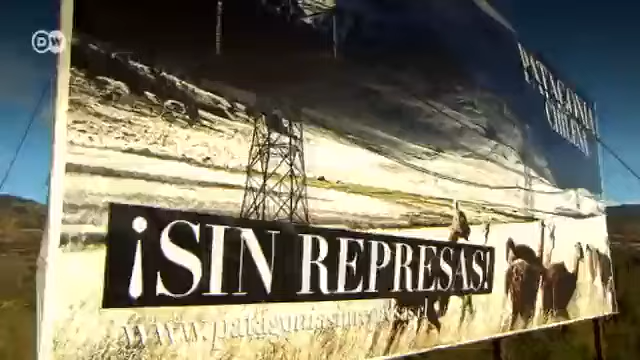 DW
PATAGONIA
CHILENA
¡SIN REPRESAS!
www.patagoniasinrepresas.cl